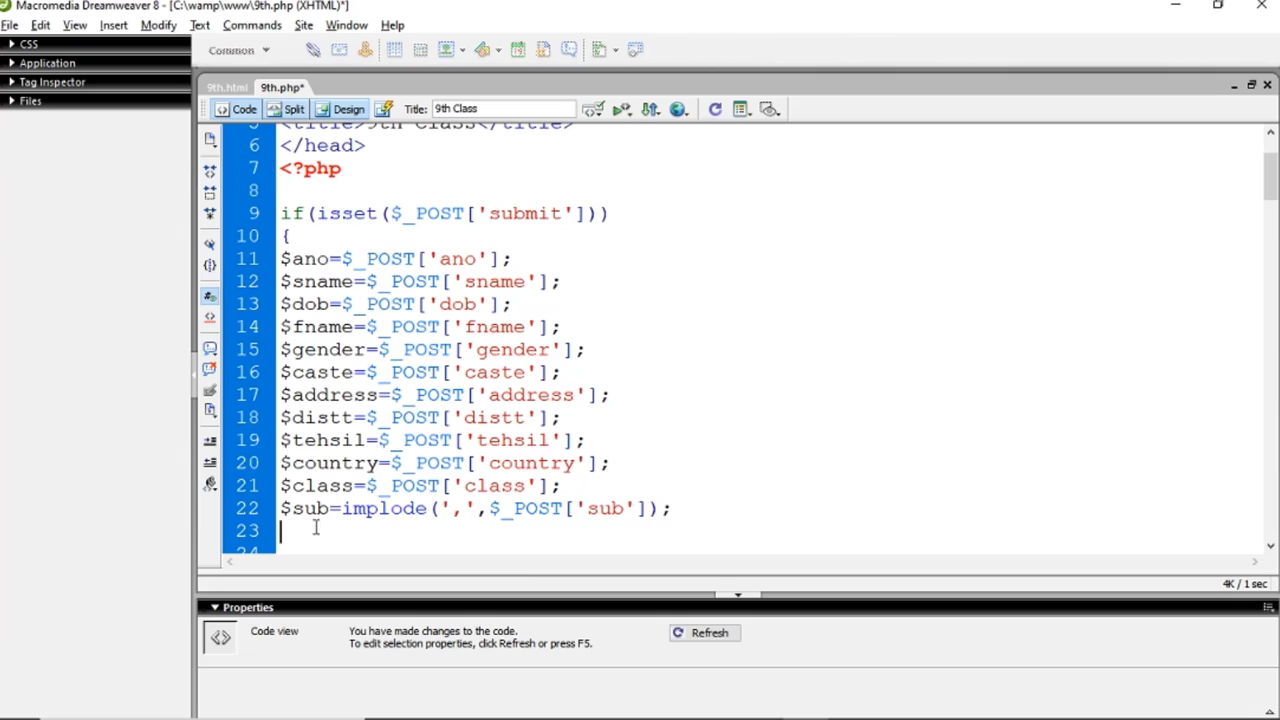 Macromedia Dreamweaver 8 - [C:\wamp\www\9th.php (XHTML)*]
File Edit View Insert Modify Text Commands Site Window Help
CSS
Application
Tag Inspector
Files
Common
9th.html 9th.php*
Code Split Design Title: 9th Class
5 <title>9th Class</title>
6 </head>
7 <?php
8
9 if(isset($_POST['submit']))
10 {
11 $ano=$_POST['ano'];
12 $sname=$_POST['sname'];
13 $dob=$_POST['dob'];
14 $fname=$_POST['fname'];
15 $gender=$_POST['gender'];
16 $caste=$_POST['caste'];
17 $address=$_POST['address'];
18 $distt=$_POST['distt'];
19 $tehsil=$_POST['tehsil'];
20 $country=$_POST['country'];
21 $class=$_POST['class'];
22 $sub=implode(',',$_POST['sub']);
23
24
4K / 1 sec
Properties
Code view You have made changes to the code. Refresh
To edit selection properties, click Refresh or press F5.